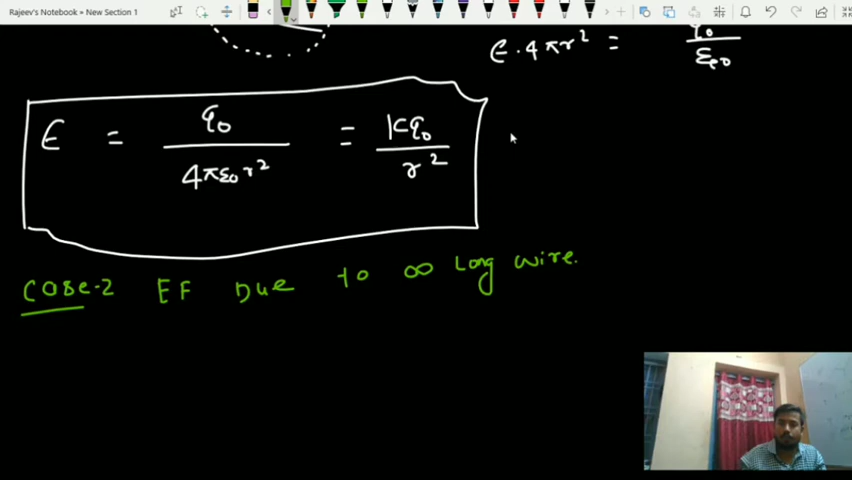 Rajeev's Notebook » New Section 1
E . 4πr² = q₀ / ε₀
E = q₀ / 4πε₀r² = Kq₀ / r²
Case-2 EF Due to ∞ Long wire.